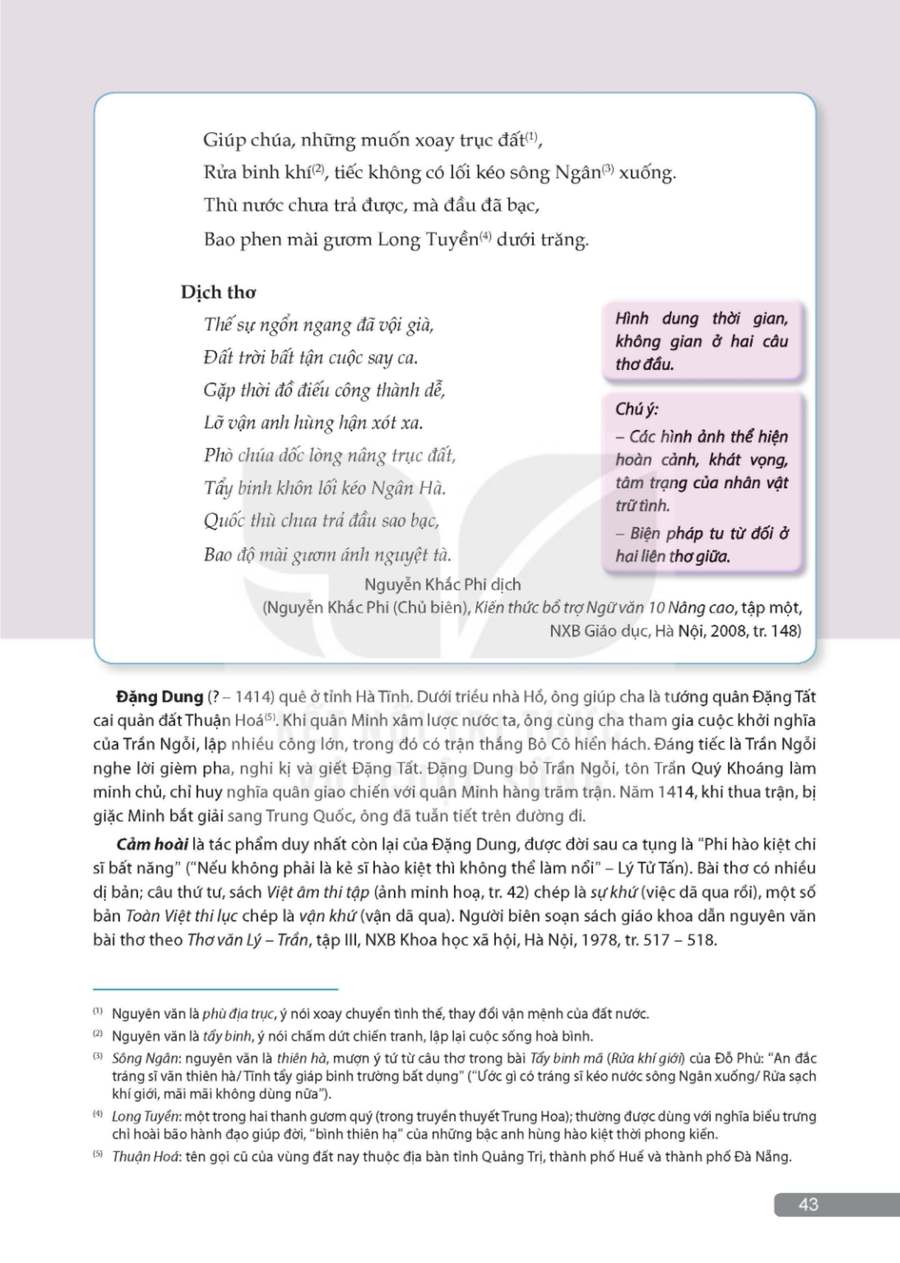 Giúp chúa, những muốn xoay trục đất(1),
Rửa binh khí(2), tiếc không có lối kéo sông Ngân(3) xuống.
Thù nước chưa trả được, mà đầu đã bạc,
Bao phen mài gươm Long Tuyền(4) dưới trăng.
Dịch thơ
Thế sự ngổn ngang đã vội già,
Đất trời bất tận cuộc say ca.
Gặp thời đồ điếu công thành dễ,
Lỡ vận anh hùng hận xót xa.
Phò chúa dốc lòng nâng trục đất,
Tẩy binh khôn lối kéo Ngân Hà.
Quốc thù chưa trả đầu sao bạc,
Bao độ mài gươm ánh nguyệt tà.
Nguyễn Khắc Phi dịch
(Nguyễn Khắc Phi (Chủ biên), Kiến thức bổ trợ Ngữ văn 10 Nâng cao, tập một,
NXB Giáo dục, Hà Nội, 2008, tr. 148)
Hình dung thời gian,
không gian ở hai câu
thơ đầu.
Chú ý:
– Các hình ảnh thể hiện
hoàn cảnh, khát vọng,
tâm trạng của nhân vật
trữ tình.
– Biện pháp tu từ đối ở
hai liên thơ giữa.
Đặng Dung (? – 1414) quê ở tỉnh Hà Tĩnh. Dưới triều nhà Hồ, ông giúp cha là tướng quân Đặng Tất
cai quản đất Thuận Hoá(5). Khi quân Minh xâm lược nước ta, ông cùng cha tham gia cuộc khởi nghĩa
của Trần Ngỗi, lập nhiều công lớn, trong đó có trận thắng Bô Cô hiển hách. Đáng tiếc là Trần Ngỗi
nghe lời gièm pha, nghi kị và giết Đặng Tất. Đặng Dung bỏ Trần Ngỗi, tôn Trần Quý Khoáng làm
minh chủ, chỉ huy nghĩa quân giao chiến với quân Minh hàng trăm trận. Năm 1414, khi thua trận, bị
giặc Minh bắt giải sang Trung Quốc, ông đã tuẫn tiết trên đường đi.
Cảm hoài là tác phẩm duy nhất còn lại của Đặng Dung, được đời sau ca tụng là “Phi hào kiệt chi
sĩ bất năng” (“Nếu không phải là kẻ sĩ hào kiệt thì không thể làm nổi” – Lý Tử Tấn). Bài thơ có nhiều
dị bản; câu thứ tư, sách Việt âm thi tập (ảnh minh hoạ, tr. 42) chép là sự khứ (việc đã qua rồi), một số
bản Toàn Việt thi lục chép là vận khứ (vận đã qua). Người biên soạn sách giáo khoa dẫn nguyên văn
bài thơ theo Thơ văn Lý – Trần, tập III, NXB Khoa học xã hội, Hà Nội, 1978, tr. 517 – 518.
(1) Nguyên văn là phù địa trục, ý nói xoay chuyển tình thế, thay đổi vận mệnh của đất nước.
(2) Nguyên văn là tẩy binh, ý nói chấm dứt chiến tranh, lập lại cuộc sống hoà bình.
(3) Sông Ngân: nguyên văn là thiên hà, mượn ý tứ từ câu thơ trong bài Tẩy binh mã (Rửa khí giới) của Đỗ Phủ: “An đắc
tráng sĩ vãn thiên hà/ Tĩnh tẩy giáp binh trường bất dụng” (“Ước gì có tráng sĩ kéo nước sông Ngân xuống/ Rửa sạch
khí giới, mãi mãi không dùng nữa”).
(4) Long Tuyền: một trong hai thanh gươm quý (trong truyền thuyết Trung Hoa); thường được dùng với nghĩa biểu trưng
chỉ hoài bão hành đạo giúp đời, “bình thiên hạ” của những bậc anh hùng hào kiệt thời phong kiến.
(5) Thuận Hoá: tên gọi cũ của vùng đất nay thuộc địa bàn tỉnh Quảng Trị, thành phố Huế và thành phố Đà Nẵng.
43
KẾT NỐI TRI THỨC
VỚI CUỘC SỐNG